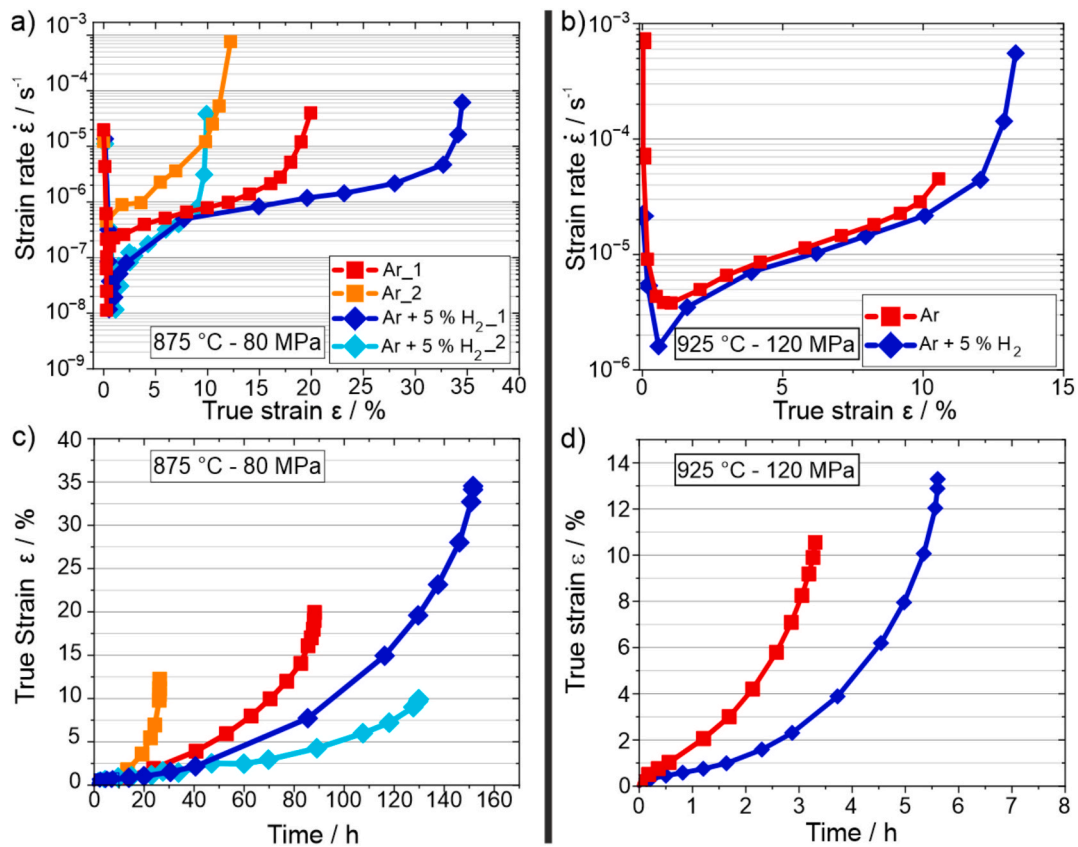 a)
Strain rate ε̇ / s⁻¹
10⁻³
10⁻⁴
10⁻⁵
10⁻⁶
10⁻⁷
10⁻⁸
10⁻⁹
Ar_1
Ar_2
Ar + 5 % H₂_1
Ar + 5 % H₂_2
875 °C - 80 MPa
0 5 10 15 20 25 30 35 40
True strain ε / %
b)
Strain rate ε̇ / s⁻¹
10⁻³
10⁻⁴
10⁻⁵
10⁻⁶
Ar
Ar + 5 % H₂
925 °C - 120 MPa
0 5 10 15
True strain ε / %
c)
True Strain ε / %
875 °C - 80 MPa
40
35
30
25
20
15
10
5
0
0 20 40 60 80 100 120 140 160
Time / h
d)
True strain ε / %
925 °C - 120 MPa
14
12
10
8
6
4
2
0
0 1 2 3 4 5 6 7 8
Time / h